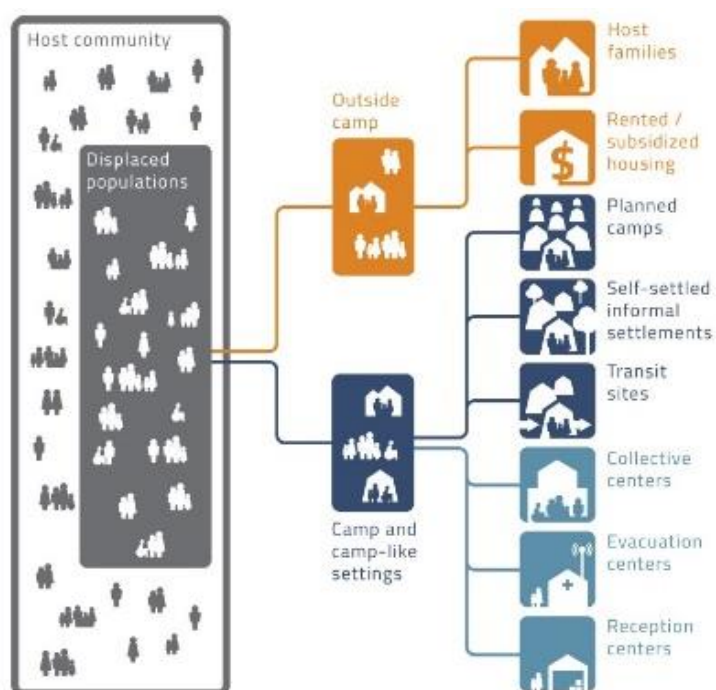 Host community
Displaced
populations
Outside
camp
Camp and
camp-like
settings
Host
families
Rented /
subsidized
housing
$
Planned
camps
Self-settled
informal
settlements
Transit
sites
Collective
centers
Evacuation
centers
Reception
centers